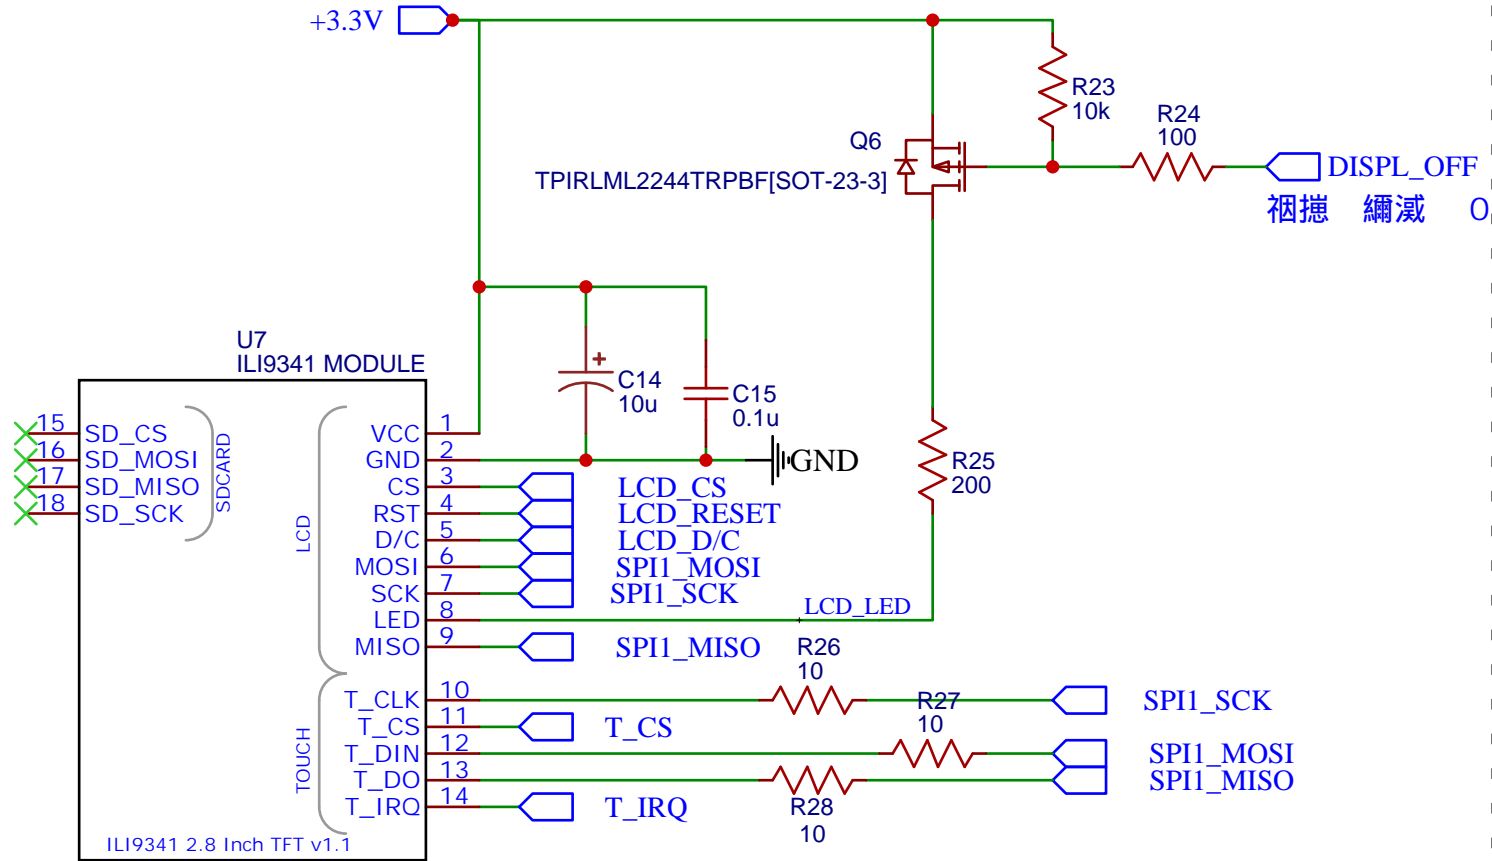 +3.3V
R23
10k
R24
100
Q6
TPIRLML2244TRPBF[SOT-23-3]
DISPL_OFF
U7
ILI9341 MODULE
C14
10u
C15
0.1u
GND
R25
200
15 SD_CS
16 SD_MOSI
17 SD_MISO
18 SD_SCK
SDCARD
LCD
VCC 1
GND 2
CS 3 LCD_CS
RST 4 LCD_RESET
D/C 5 LCD_D/C
MOSI 6 SPI1_MOSI
SCK 7 SPI1_SCK
LED 8 LCD_LED
MISO 9 SPI1_MISO
R26
10
TOUCH
T_CLK 10 SPI1_SCK
R27
10
T_CS 11 T_CS
T_DIN 12 SPI1_MOSI
T_DO 13 SPI1_MISO
R28
10
T_IRQ 14 T_IRQ
ILI9341 2.8 Inch TFT v1.1